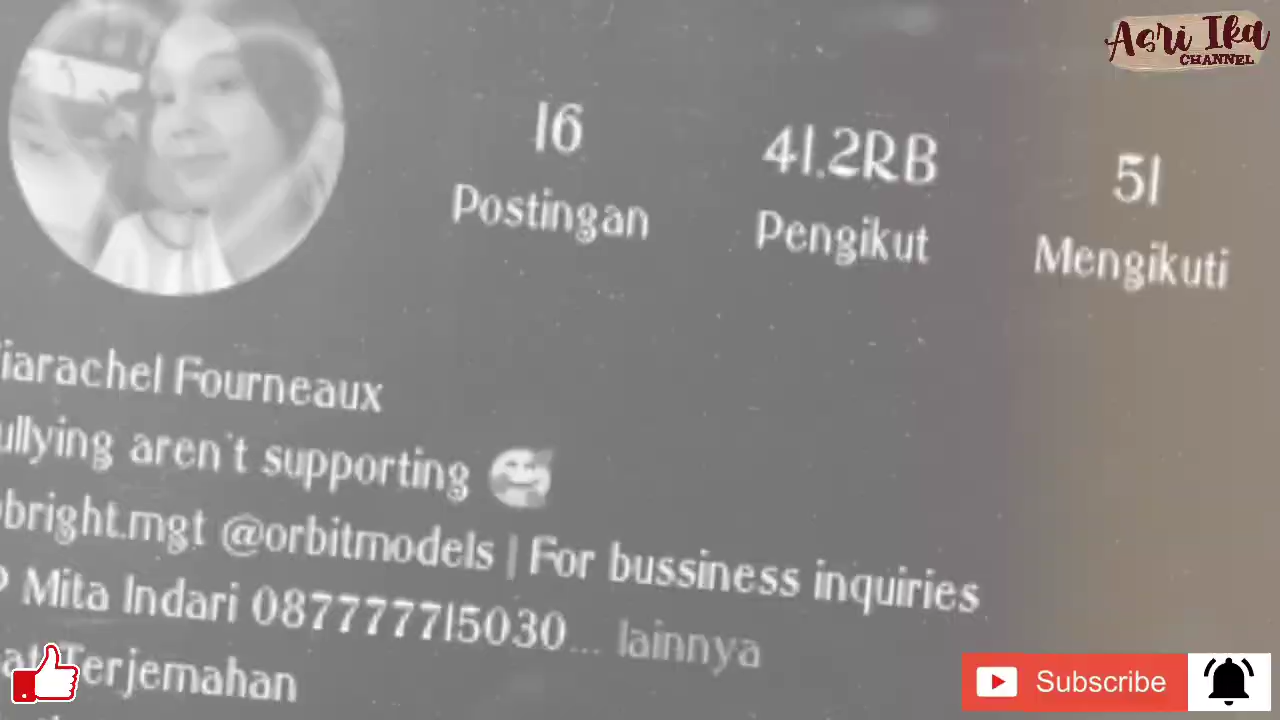 Asri Ika
CHANNEL
16
Postingan
41.2RB
Pengikut
51
Mengikuti
iarachel Fourneaux
ullying aren't supporting 🥰
bright.mgt @orbitmodels | For bussiness inquiries
Mita Indari 087777715030... lainnya
at Terjemahan
Subscribe